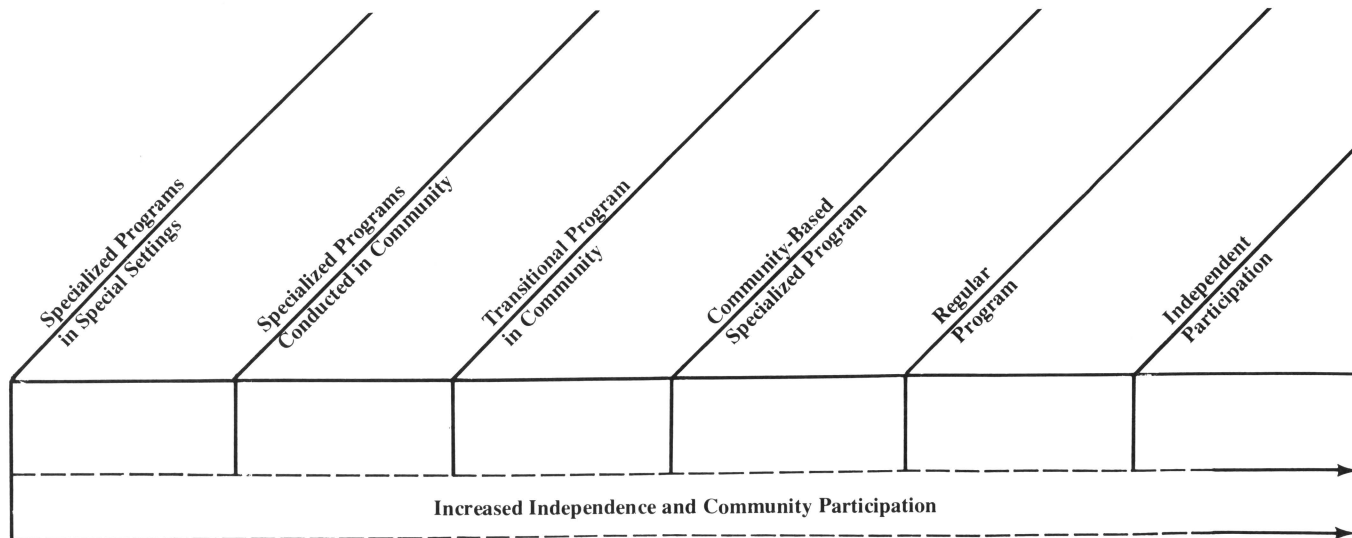 Specialized Programs
in Special Settings
Specialized Programs
Conducted in Community
Transitional Program
in Community
Community-Based
Specialized Program
Regular
Program
Independent
Participation
Increased Independence and Community Participation